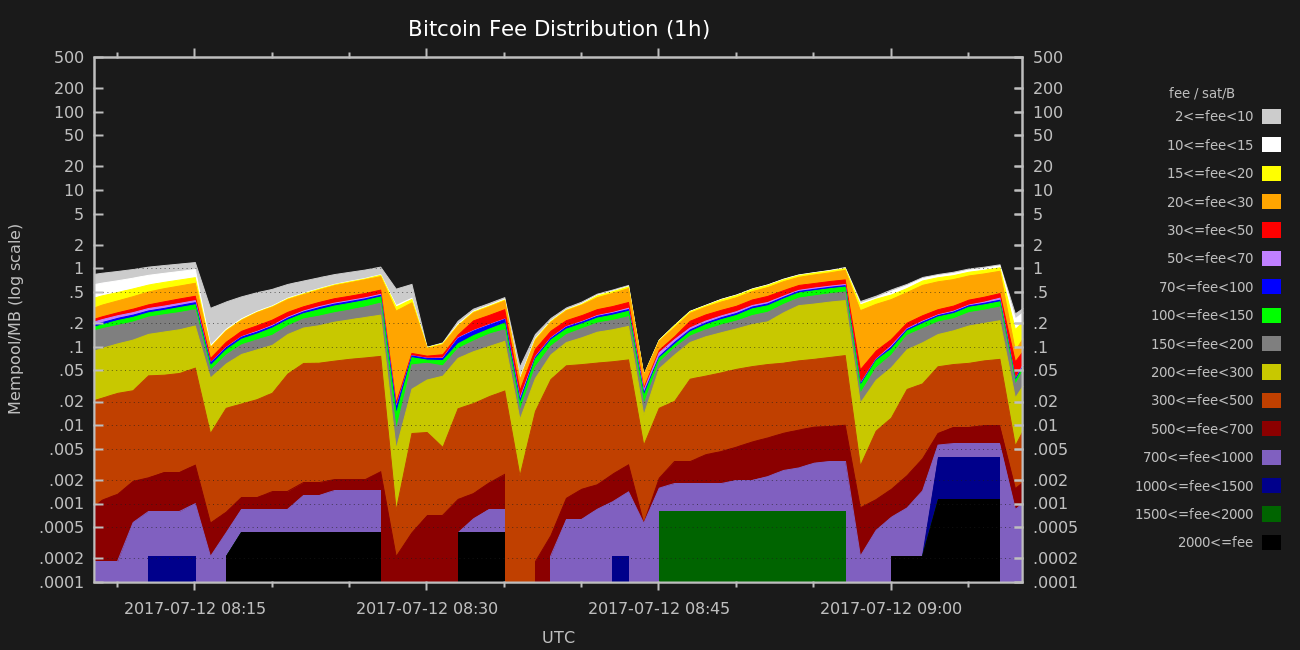 Bitcoin Fee Distribution (1h)
Mempool/MB (log scale)
500
200
100
50
20
10
5
2
1
.5
.2
.1
.05
.02
.01
.005
.002
.001
.0005
.0002
.0001
500
200
100
50
20
10
5
2
1
.5
.2
.1
.05
.02
.01
.005
.002
.001
.0005
.0002
.0001
2017-07-12 08:15
2017-07-12 08:30
2017-07-12 08:45
2017-07-12 09:00
UTC
fee / sat/B
2<=fee<10
10<=fee<15
15<=fee<20
20<=fee<30
30<=fee<50
50<=fee<70
70<=fee<100
100<=fee<150
150<=fee<200
200<=fee<300
300<=fee<500
500<=fee<700
700<=fee<1000
1000<=fee<1500
1500<=fee<2000
2000<=fee